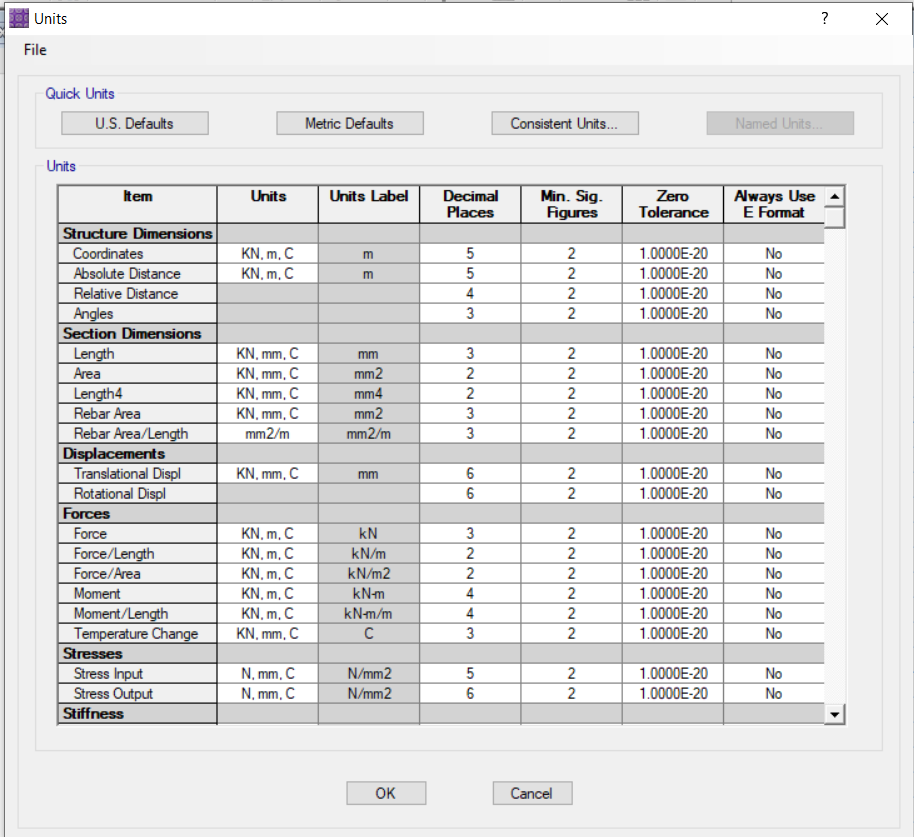 Units ?
File
Quick Units
U.S. Defaults Metric Defaults Consistent Units... Named Units...
Units
Item Units Units Label Decimal Places Min. Sig. Figures Zero Tolerance Always Use E Format
Structure Dimensions
Coordinates KN, m, C m 5 2 1.0000E-20 No
Absolute Distance KN, m, C m 5 2 1.0000E-20 No
Relative Distance 4 2 1.0000E-20 No
Angles 3 2 1.0000E-20 No
Section Dimensions
Length KN, mm, C mm 3 2 1.0000E-20 No
Area KN, mm, C mm2 2 2 1.0000E-20 No
Length4 KN, mm, C mm4 2 2 1.0000E-20 No
Rebar Area KN, mm, C mm2 3 2 1.0000E-20 No
Rebar Area/Length mm2/m mm2/m 3 2 1.0000E-20 No
Displacements
Translational Displ KN, mm, C mm 6 2 1.0000E-20 No
Rotational Displ 6 2 1.0000E-20 No
Forces
Force KN, m, C kN 3 2 1.0000E-20 No
Force/Length KN, m, C kN/m 2 2 1.0000E-20 No
Force/Area KN, m, C kN/m2 2 2 1.0000E-20 No
Moment KN, m, C kN-m 4 2 1.0000E-20 No
Moment/Length KN, m, C kN-m/m 4 2 1.0000E-20 No
Temperature Change KN, mm, C C 3 2 1.0000E-20 No
Stresses
Stress Input N, mm, C N/mm2 5 2 1.0000E-20 No
Stress Output N, mm, C N/mm2 6 2 1.0000E-20 No
Stiffness
OK Cancel